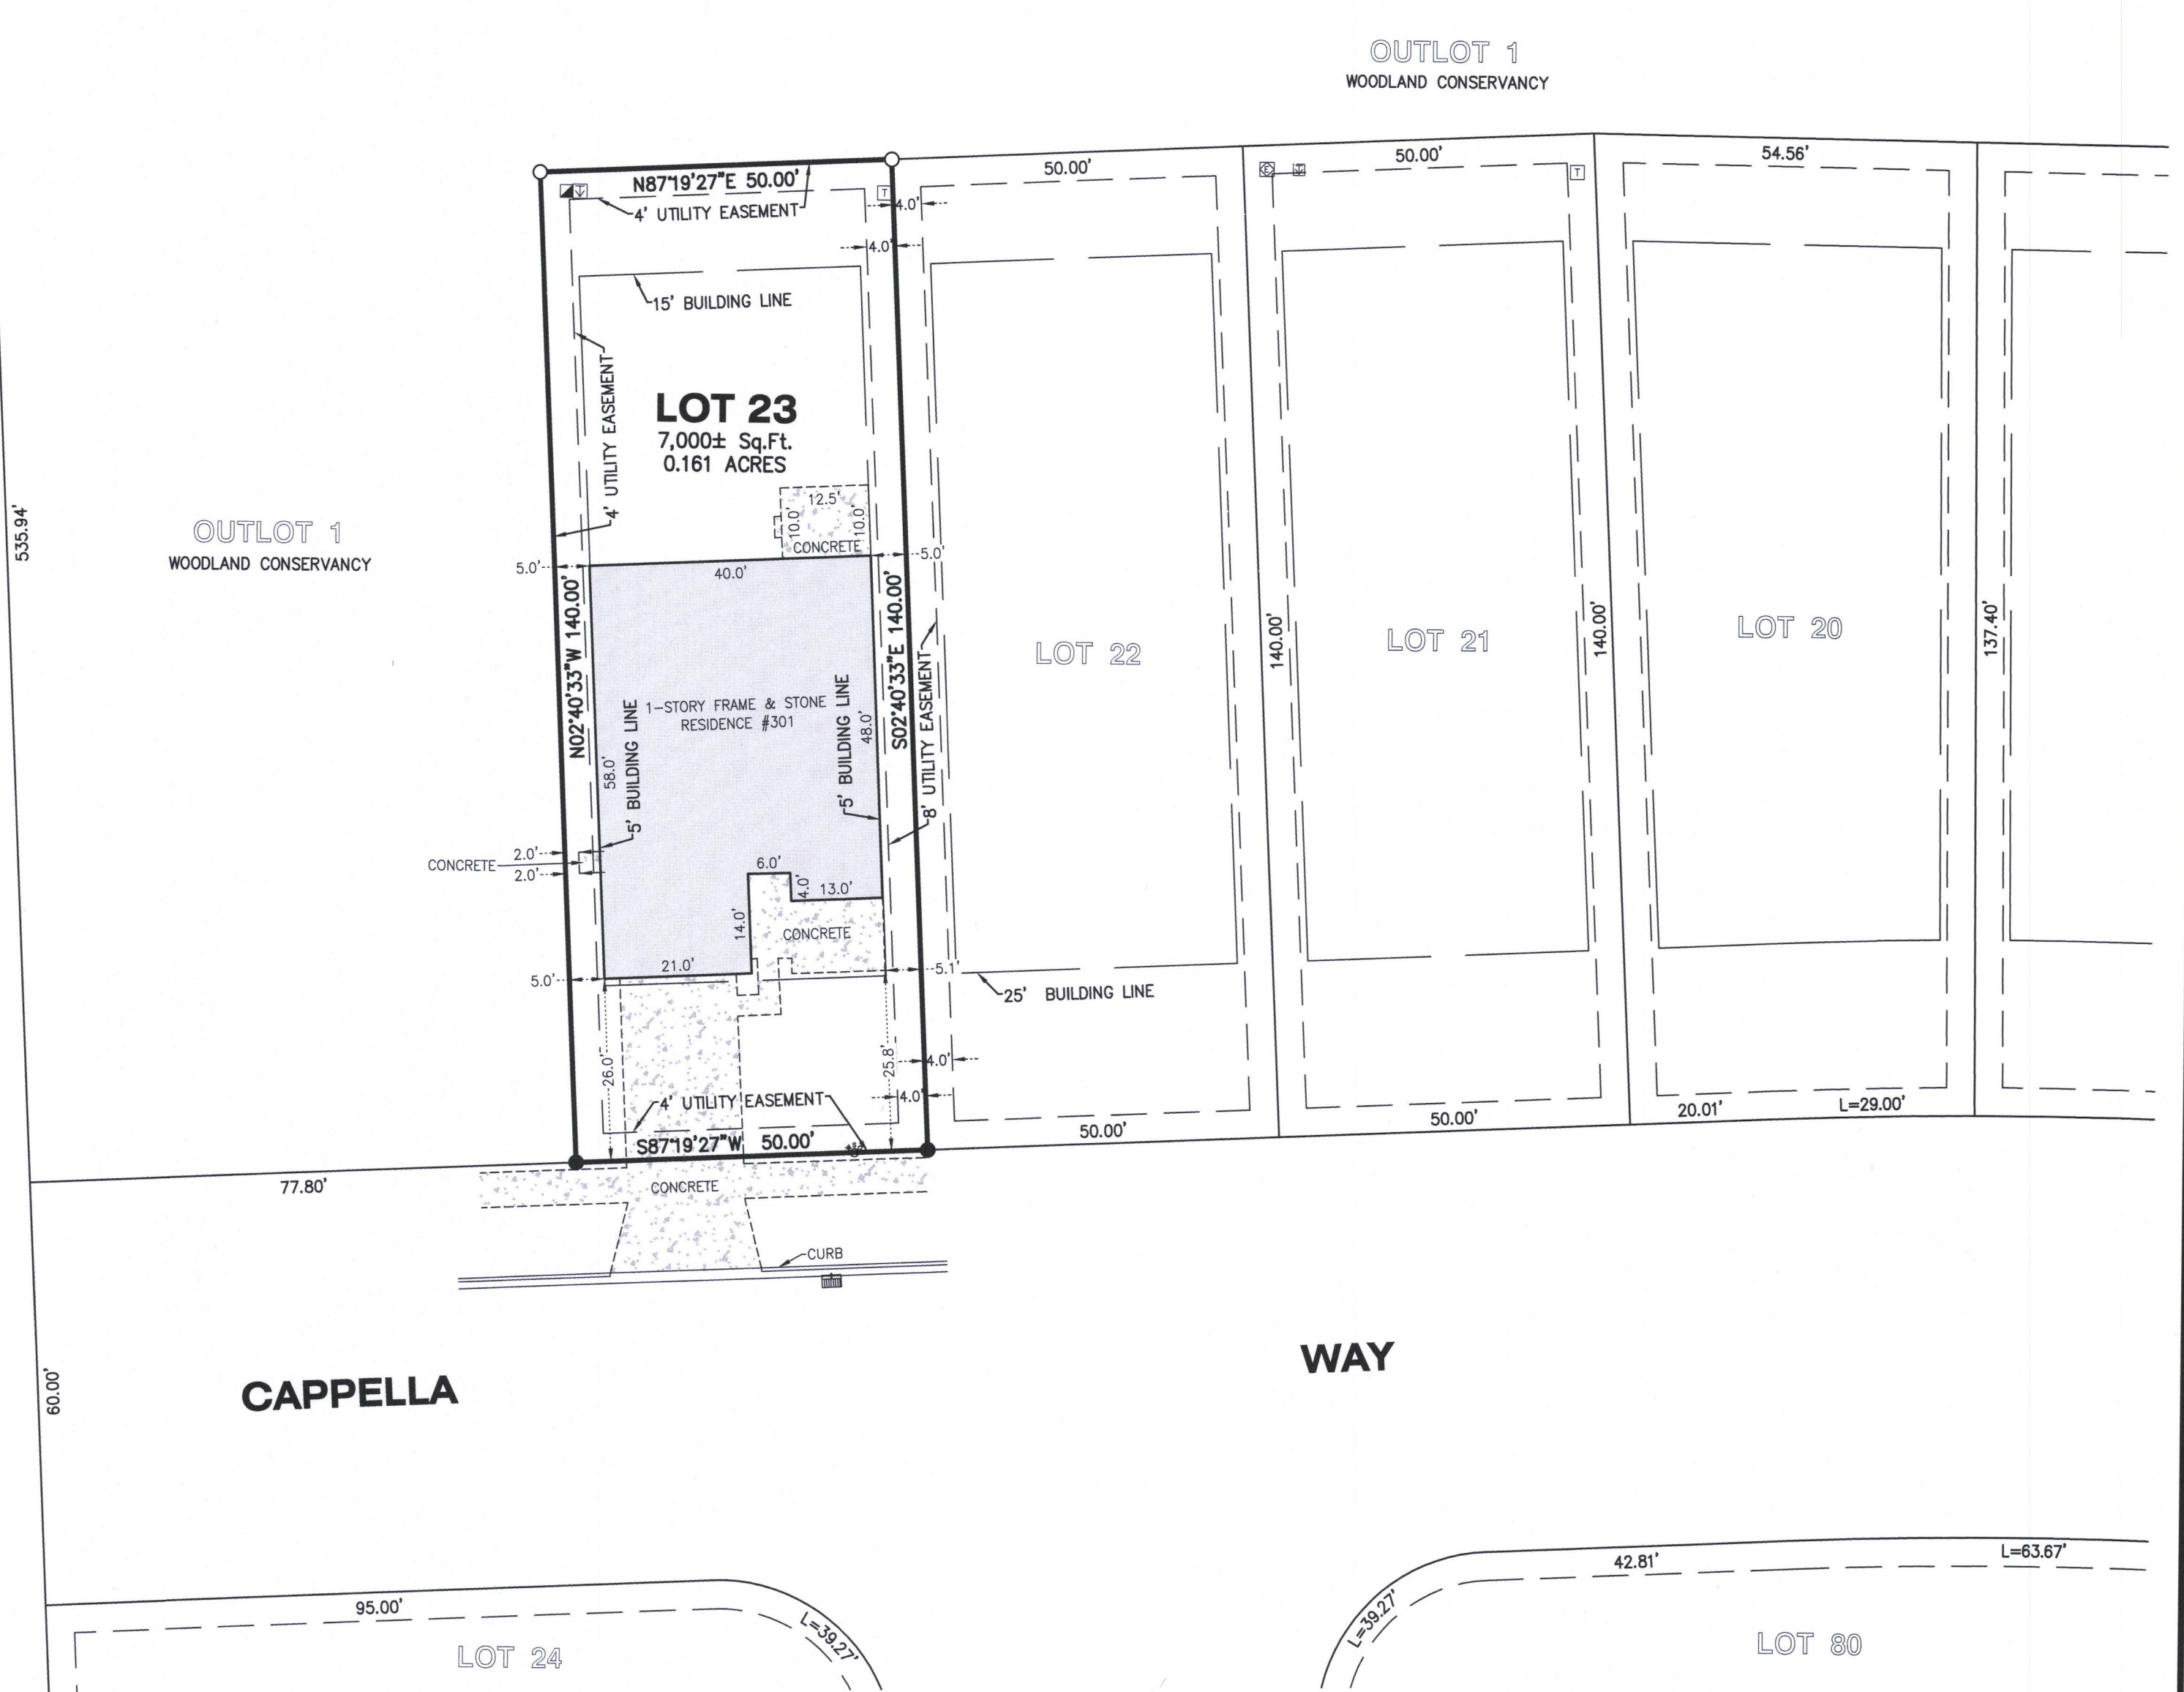 OUTLOT 1
WOODLAND CONSERVANCY
N87°19'27"E 50.00'
4' UTILITY EASEMENT
4.0'
4.0'
50.00'
50.00'
54.56'
E
T
T
15' BUILDING LINE
4' UTILITY EASEMENT
LOT 23
7,000± Sq.Ft.
0.161 ACRES
535.94'
OUTLOT 1
WOODLAND CONSERVANCY
12.5'
10.0'
10.0'
CONCRETE
5.0'
5.0'
40.0'
N02°40'33"W 140.00'
S02°40'33"E 140.00'
1-STORY FRAME & STONE
RESIDENCE #301
58.0'
48.0'
5' BUILDING LINE
5' BUILDING LINE
8' UTILITY EASEMENT
LOT 22
140.00'
LOT 21
140.00'
LOT 20
137.40'
2.0'
CONCRETE
2.0'
6.0'
4.0'
13.0'
14.0'
CONCRETE
21.0'
5.0'
5.1'
25' BUILDING LINE
26.0'
25.8'
4.0'
4.0'
4' UTILITY EASEMENT
S87°19'27"W 50.00'
50.00'
50.00'
20.01'
L=29.00'
77.80'
CONCRETE
CURB
60.00'
CAPPELLA WAY
95.00'
L=39.27'
LOT 24
L=39.27'
42.81'
L=63.67'
LOT 80